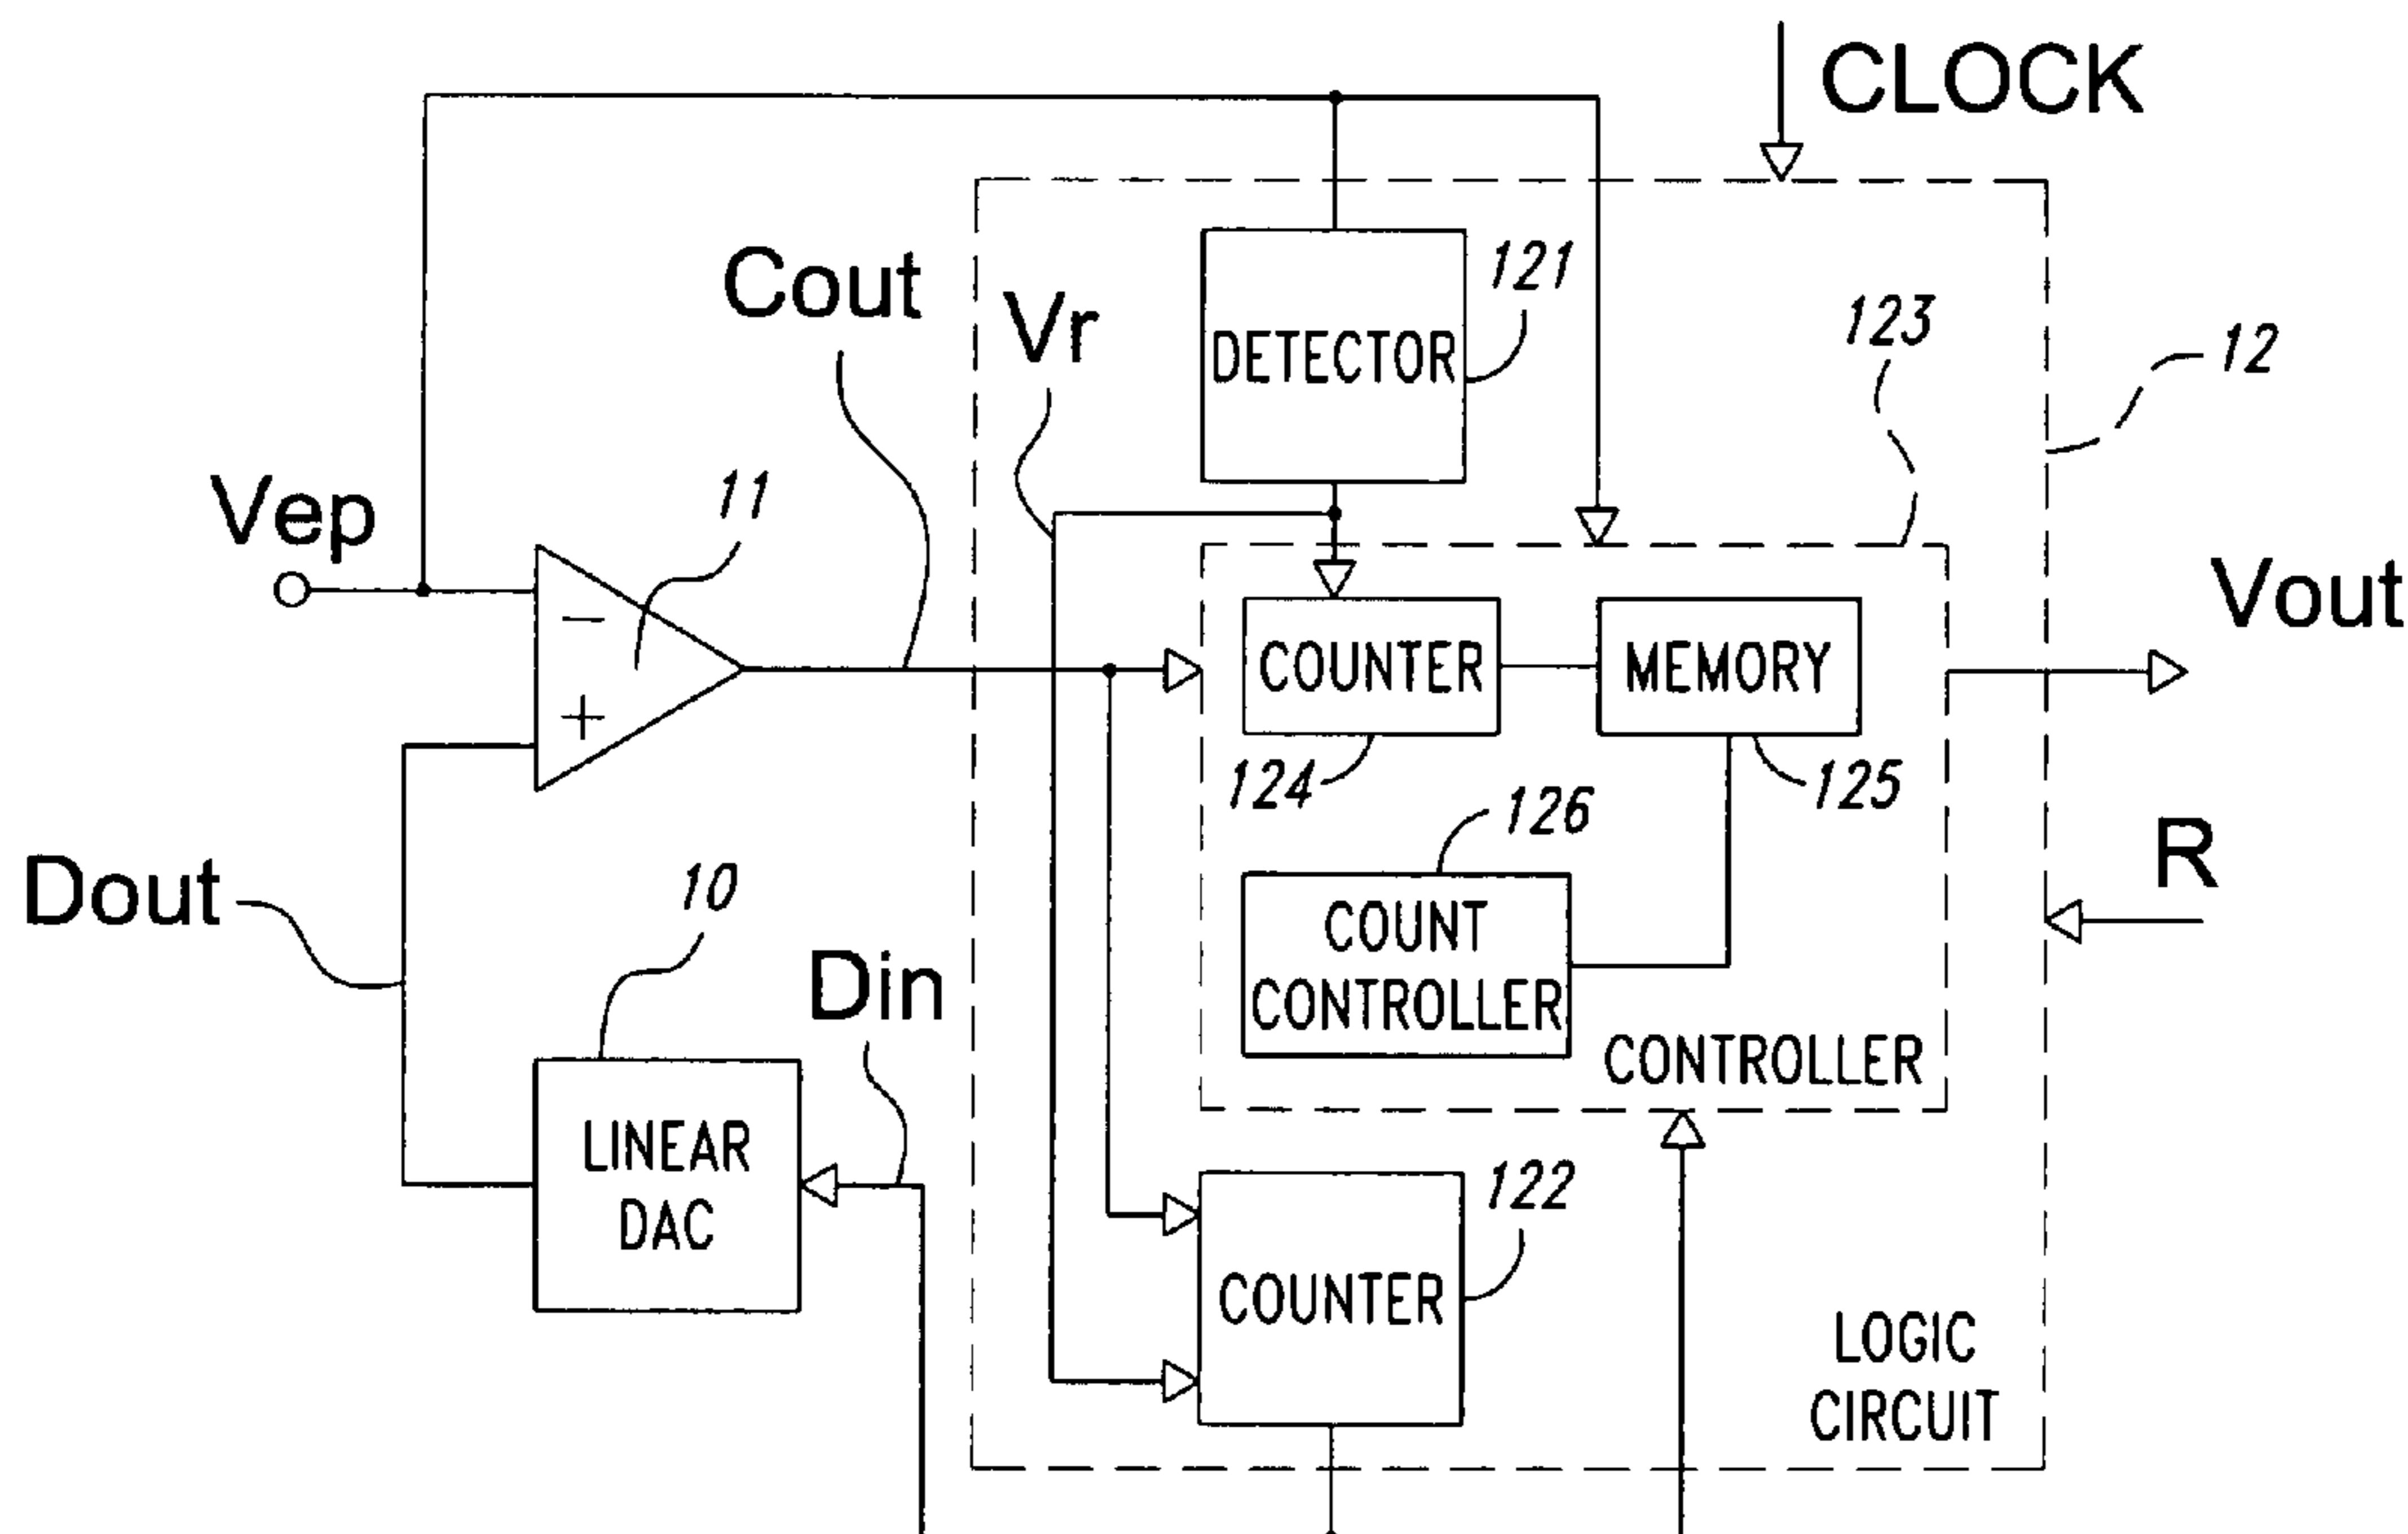 CLOCK
Cout
Vr
DETECTOR
121
123
12
Vep
11
−
+
COUNTER
MEMORY
Vout
124
125
126
R
Dout
10
Din
COUNT
CONTROLLER
CONTROLLER
LINEAR
DAC
COUNTER
122
LOGIC
CIRCUIT